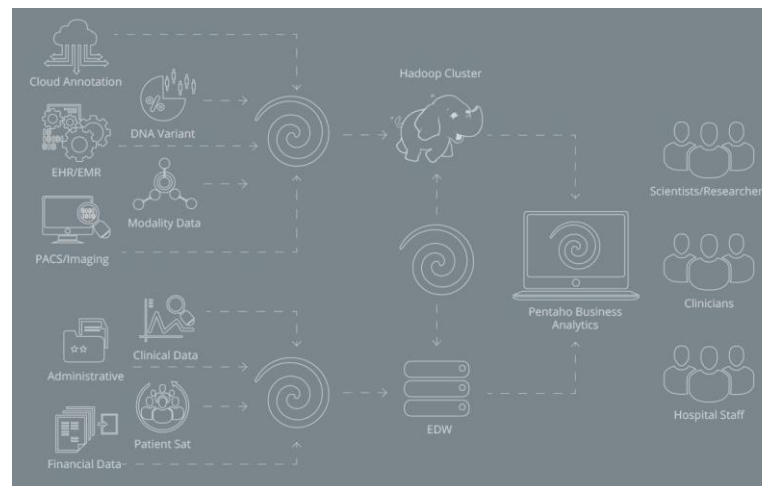 Cloud Annotation
DNA Variant
EHR/EMR
Modality Data
PACS/Imaging
Hadoop Cluster
Scientists/Researcher
Clinicians
Pentaho Business
Analytics
Clinical Data
Administrative
Patient Sat
Financial Data
EDW
Hospital Staff